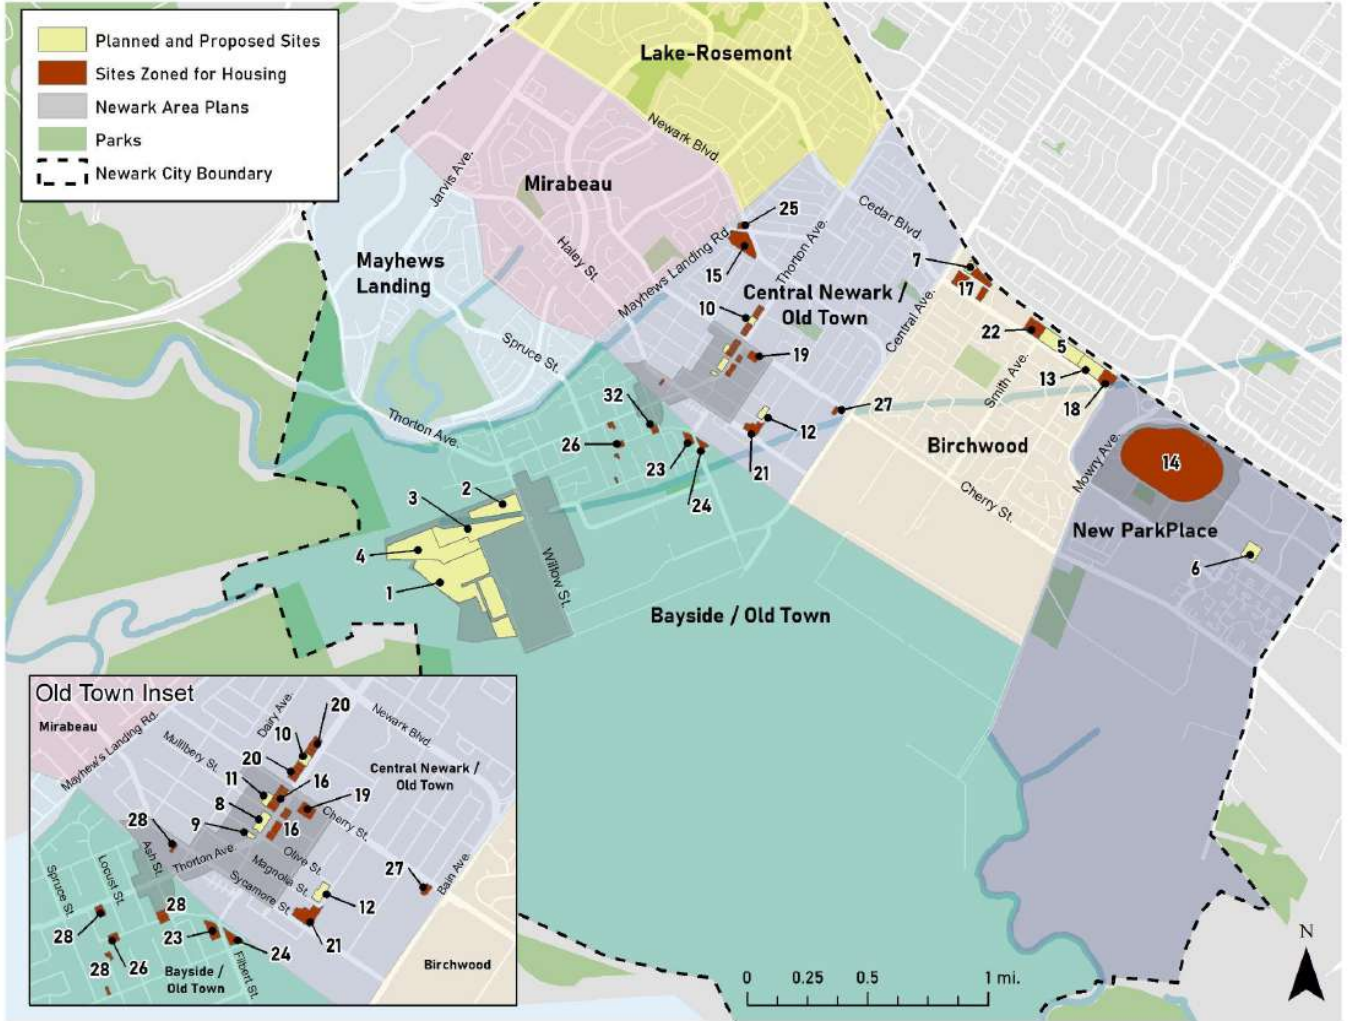 Planned and Proposed Sites
Sites Zoned for Housing
Newark Area Plans
Parks
Newark City Boundary
Lake-Rosemont
Newark Blvd.
Mirabeau
Jarvis Ave.
Haley St.
Mayhews
Landing
Mayhews Landing Rd.
25
15
Thorton Ave.
Cedar Blvd.
Central Newark /
Old Town
Central Ave.
7
17
10
19
22
5
13
18
Smith Ave.
Spruce St.
Thorton Ave.
32
26
23
24
12
21
27
Birchwood
Cherry St.
Mowry Ave.
14
New ParkPlace
6
2
3
4
1
Willow St.
Bayside / Old Town
Old Town Inset
Mirabeau
Mayhew's Landing Rd.
Mullibery St.
Dairy Ave.
Newark Blvd.
20
10
20
11
16
8
19
9
16
Central Newark /
Old Town
Cherry St.
28
Ash St.
Thorton Ave.
Olive St.
Magnolia St.
Sycamore St.
27
Bain Ave.
12
21
Spruce St.
Locust St.
28
28
23
24
26
28
Filbert St.
Bayside /
Old Town
Birchwood
0 0.25 0.5 1 mi.
N